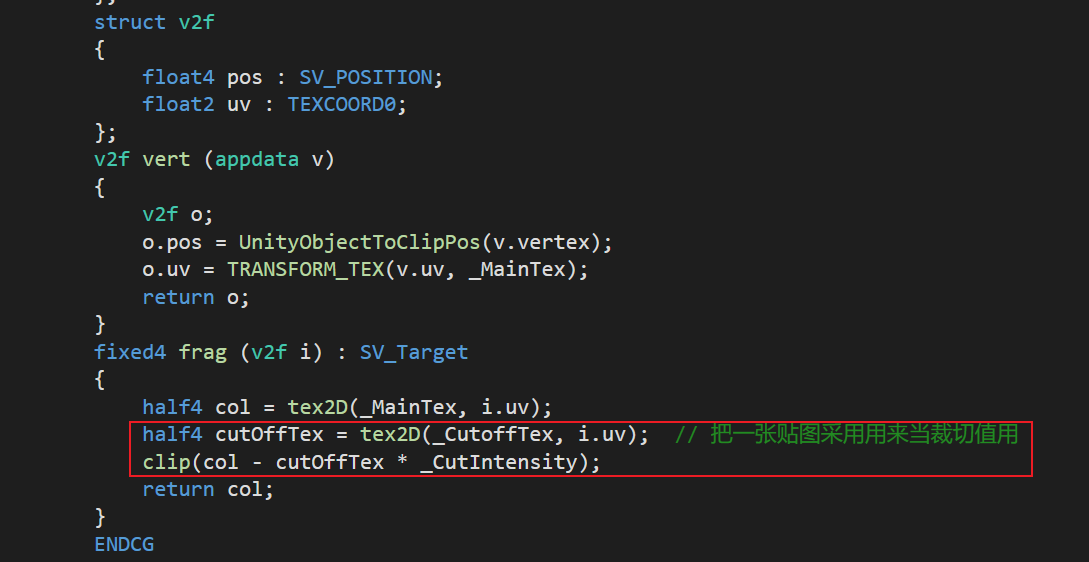 };
struct v2f
{
    float4 pos : SV_POSITION;
    float2 uv : TEXCOORD0;
};
v2f vert (appdata v)
{
    v2f o;
    o.pos = UnityObjectToClipPos(v.vertex);
    o.uv = TRANSFORM_TEX(v.uv, _MainTex);
    return o;
}
fixed4 frag (v2f i) : SV_Target
{
    half4 col = tex2D(_MainTex, i.uv);
    half4 cutOffTex = tex2D(_CutoffTex, i.uv);  // 把一张贴图采用用来当裁切值用
    clip(col - cutOffTex * _CutIntensity);
    return col;
}
ENDCG